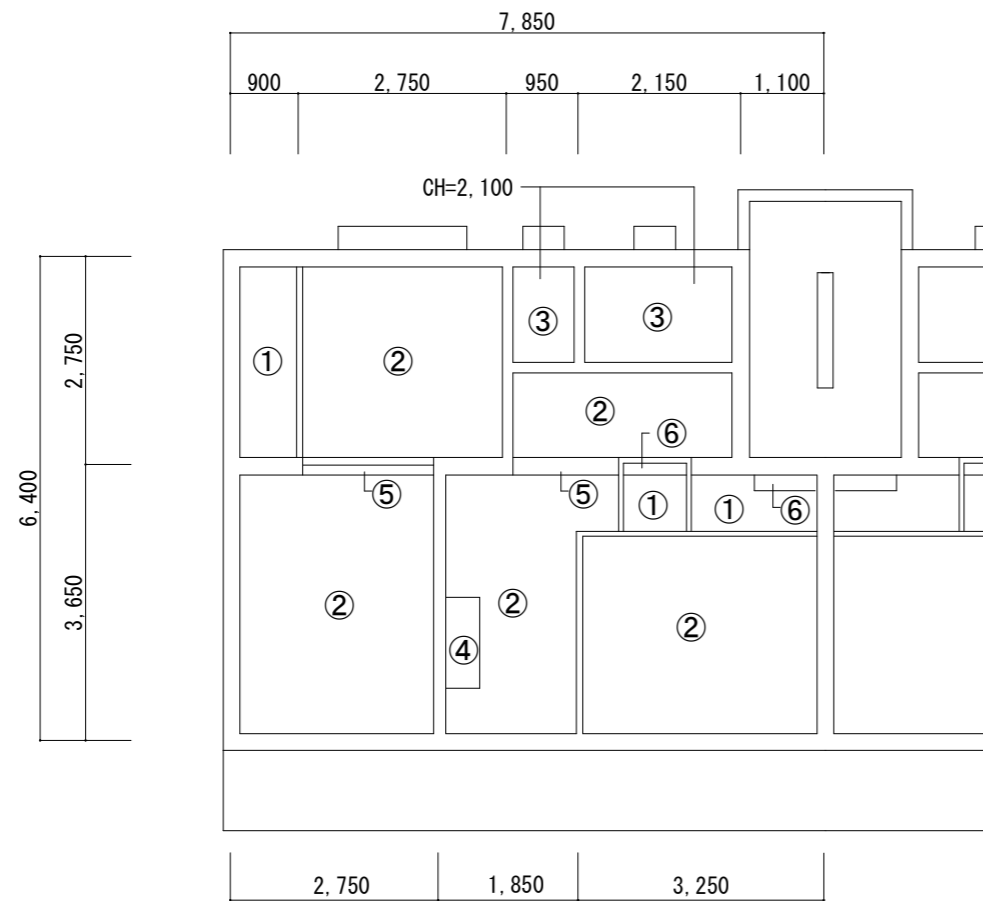 7,850
900 2,750 950 2,150 1,100
CH=2,100
① ② ③ ③
② ⑥
2,750
⑤ ⑤ ① ① ⑥
6,400
② ② ②
3,650
④
2,750 1,850 3,250